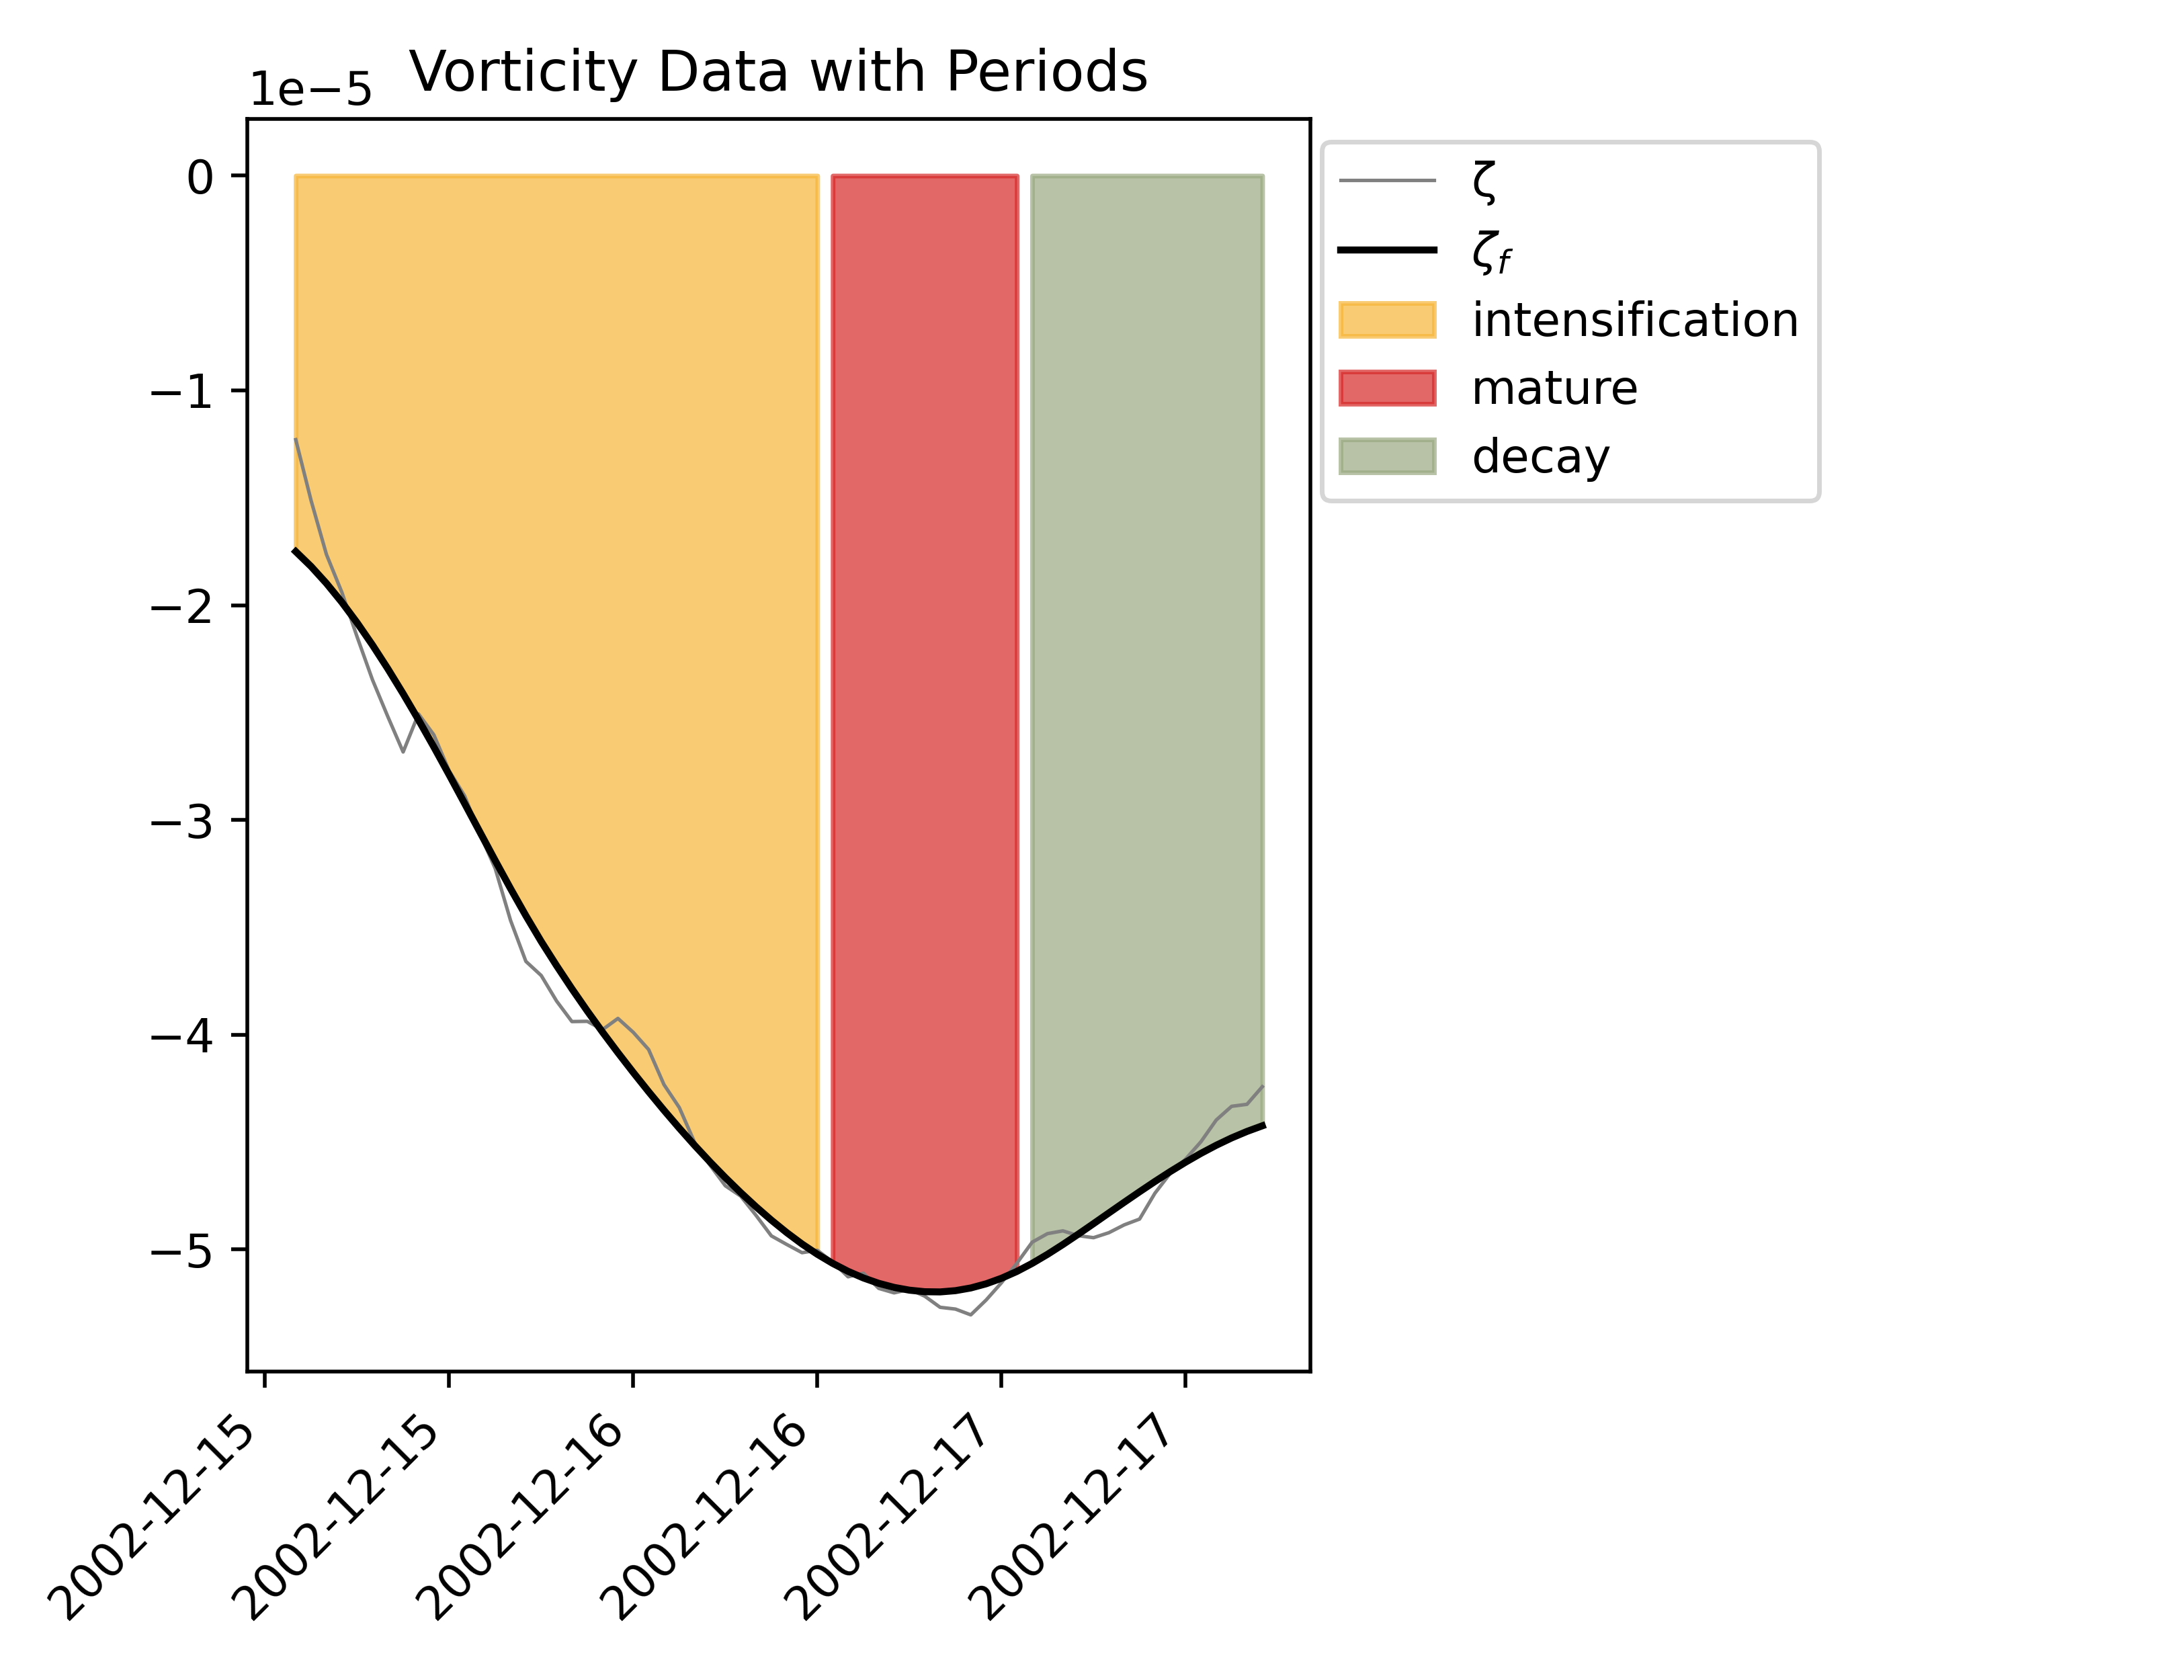 Vorticity Data with Periods
1e−5
0
−1
−2
−3
−4
−5
2002-12-15
2002-12-15
2002-12-16
2002-12-16
2002-12-17
2002-12-17
ζ
ζf
intensification
mature
decay